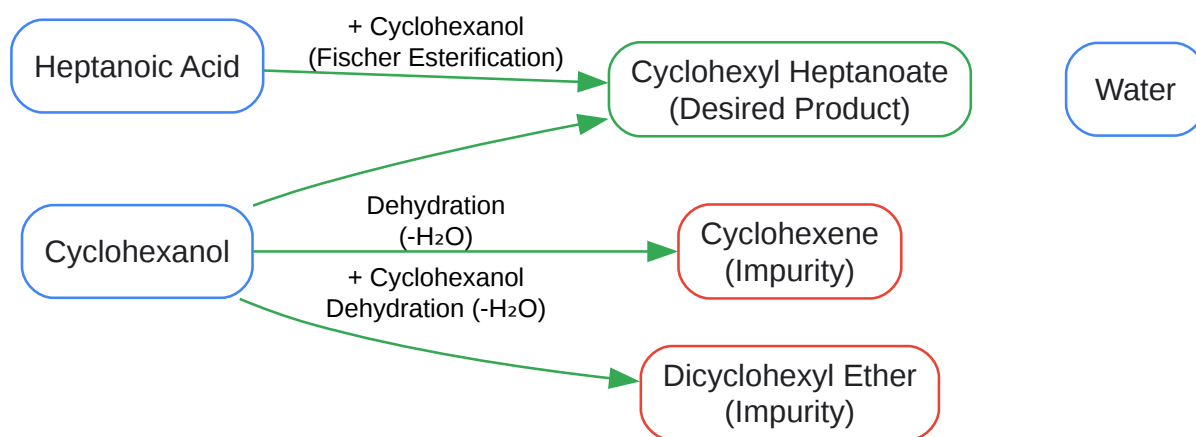 + Cyclohexanol
(Fischer Esterification)
Heptanoic Acid
Cyclohexyl Heptanoate
(Desired Product)
Water
Cyclohexanol
Dehydration
(-H₂O)
Cyclohexene
(Impurity)
+ Cyclohexanol
Dehydration (-H₂O)
Dicyclohexyl Ether
(Impurity)